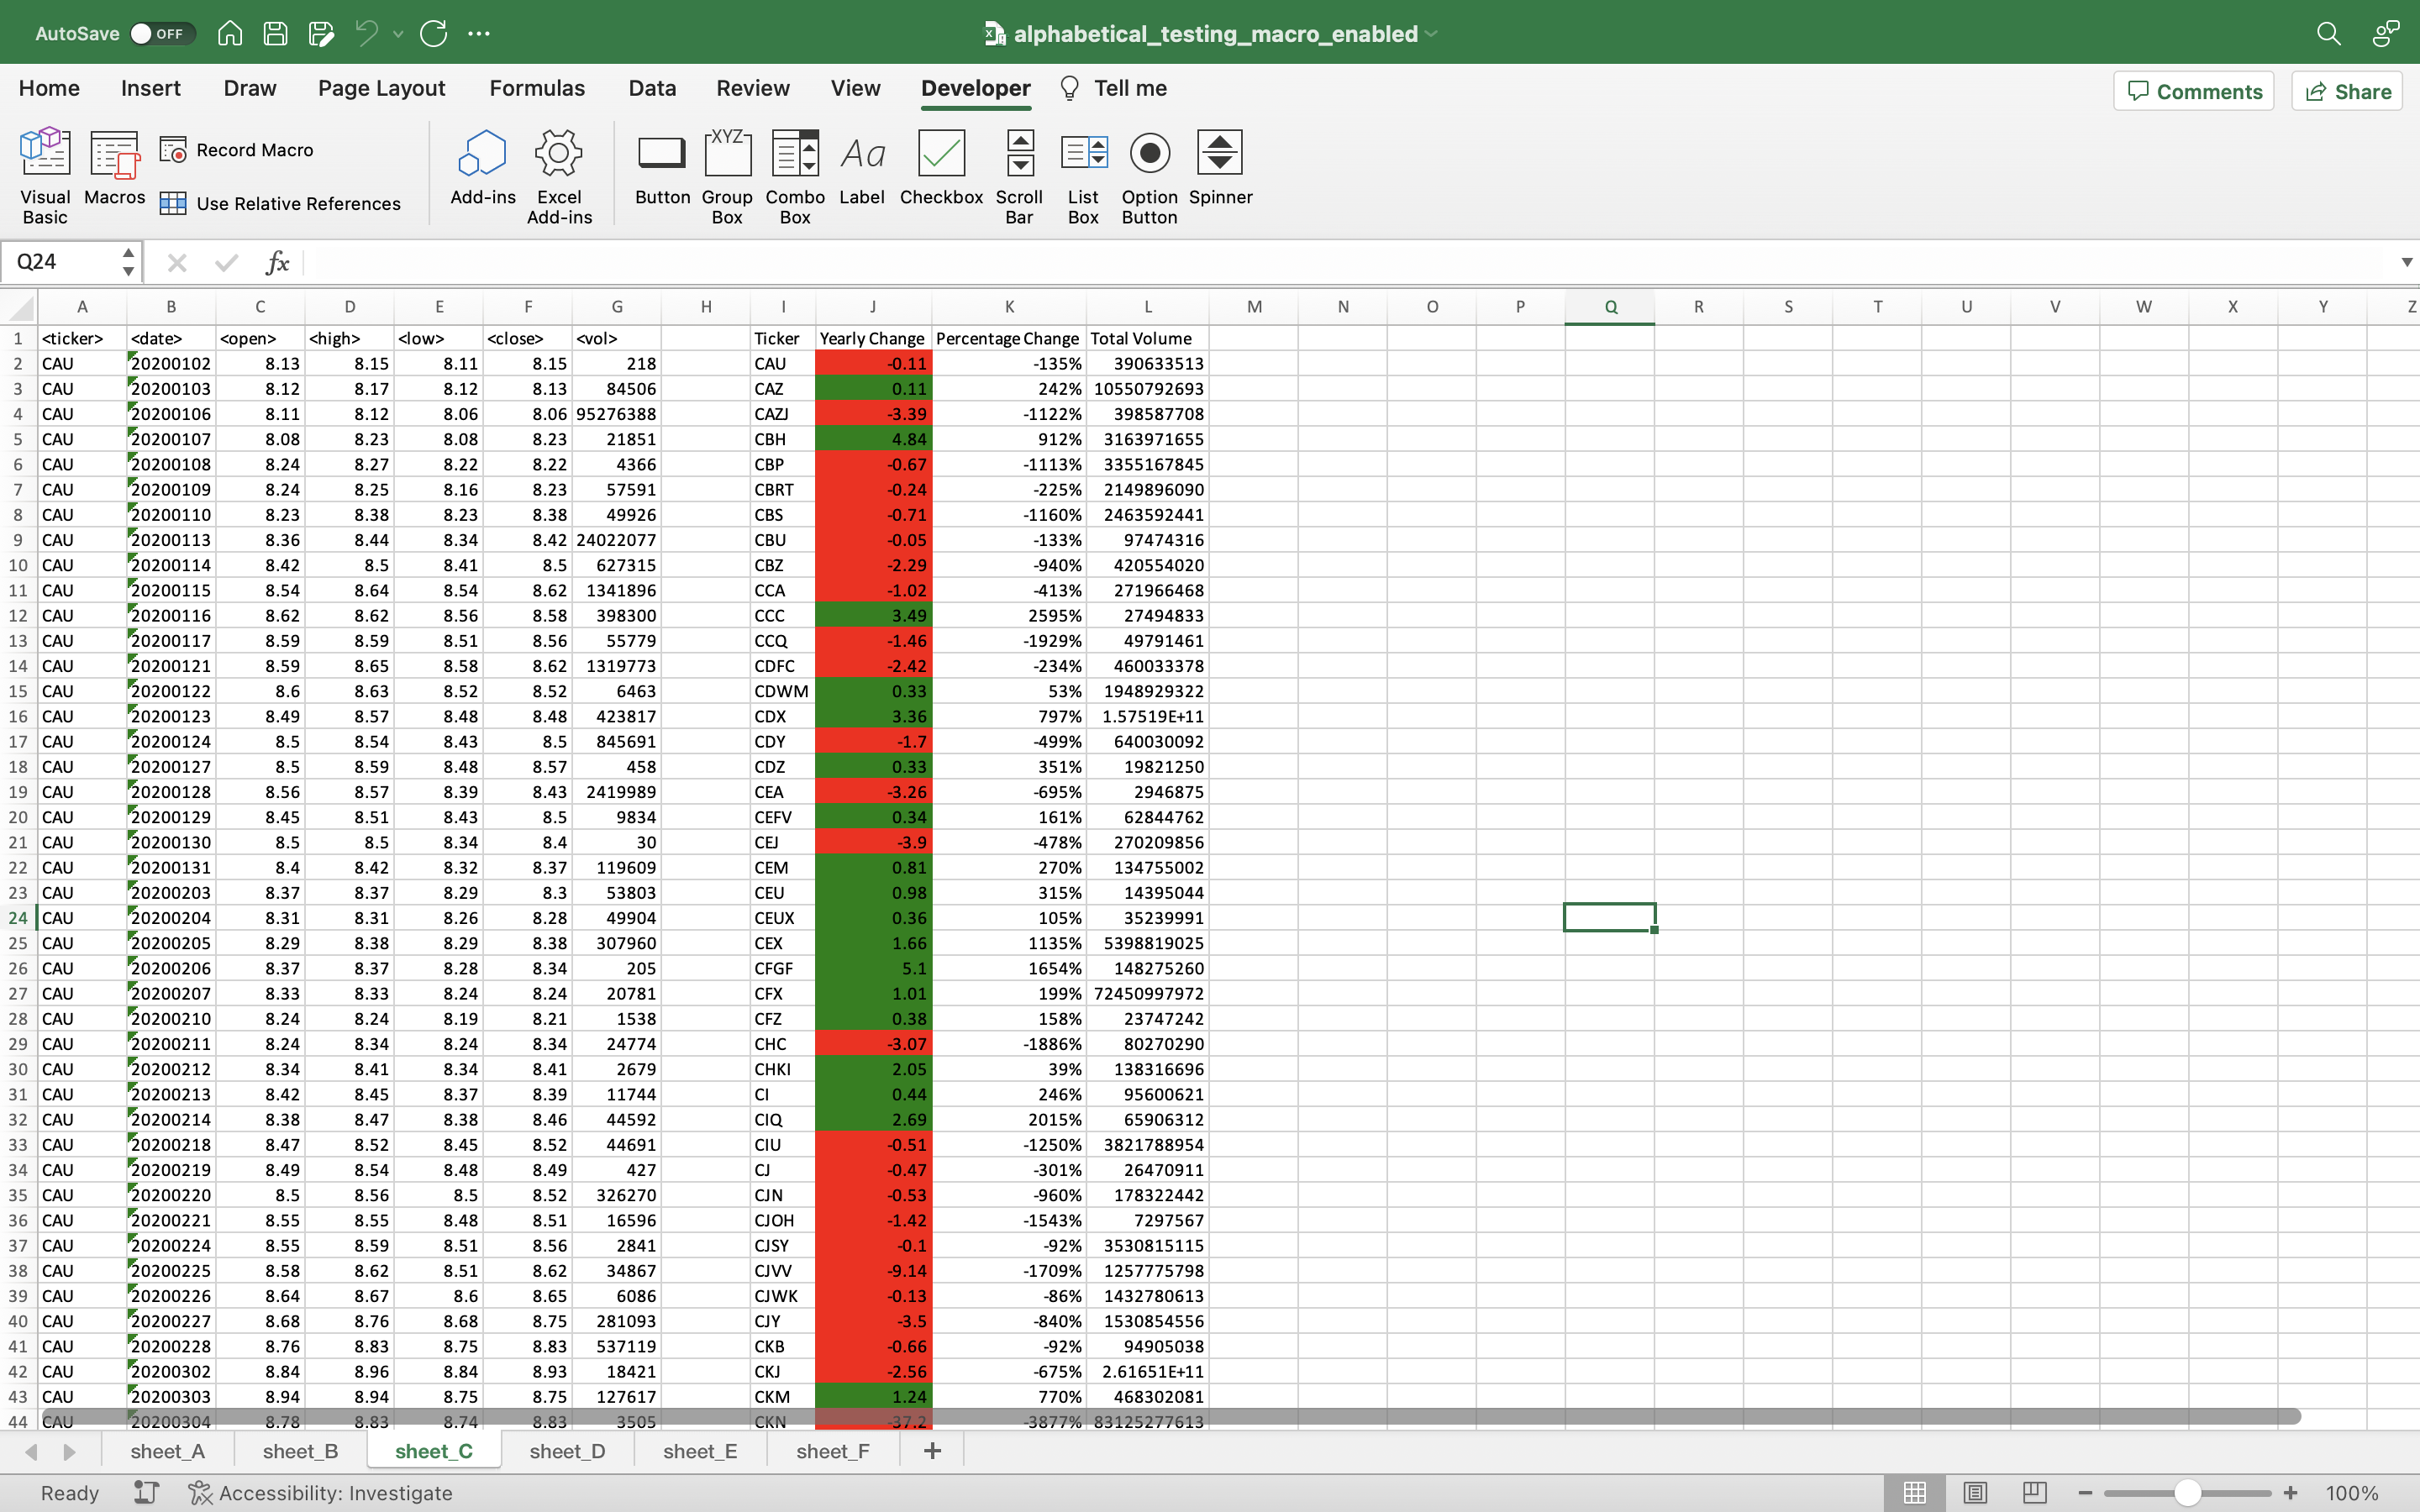 AutoSave OFF alphabetical_testing_macro_enabled
Home Insert Draw Page Layout Formulas Data Review View Developer Tell me Comments Share
Visual Basic Macros Record Macro Use Relative References Add-ins Excel Add-ins Button Group Box Combo Box Label Checkbox Scroll Bar List Box Option Button Spinner
XYZ Aa
Q24 fx
A B C D E F G H I J K L M N O P Q R S T U V W X Y Z
1 <ticker> <date> <open> <high> <low> <close> <vol> Ticker Yearly Change Percentage Change Total Volume
2 CAU 20200102 8.13 8.15 8.11 8.15 218 CAU -0.11 -135% 390633513
3 CAU 20200103 8.12 8.17 8.12 8.13 84506 CAZ 0.11 242% 10550792693
4 CAU 20200106 8.11 8.12 8.06 8.06 95276388 CAZJ -3.39 -1122% 398587708
5 CAU 20200107 8.08 8.23 8.08 8.23 21851 CBH 4.84 912% 3163971655
6 CAU 20200108 8.24 8.27 8.22 8.22 4366 CBP -0.67 -1113% 3355167845
7 CAU 20200109 8.24 8.25 8.16 8.23 57591 CBRT -0.24 -225% 2149896090
8 CAU 20200110 8.23 8.38 8.23 8.38 49926 CBS -0.71 -1160% 2463592441
9 CAU 20200113 8.36 8.44 8.34 8.42 24022077 CBU -0.05 -133% 97474316
10 CAU 20200114 8.42 8.5 8.41 8.5 627315 CBZ -2.29 -940% 420554020
11 CAU 20200115 8.54 8.64 8.54 8.62 1341896 CCA -1.02 -413% 271966468
12 CAU 20200116 8.62 8.62 8.56 8.58 398300 CCC 3.49 2595% 27494833
13 CAU 20200117 8.59 8.59 8.51 8.56 55779 CCQ -1.46 -1929% 49791461
14 CAU 20200121 8.59 8.65 8.58 8.62 1319773 CDFC -2.42 -234% 460033378
15 CAU 20200122 8.6 8.63 8.52 8.52 6463 CDWM 0.33 53% 1948929322
16 CAU 20200123 8.49 8.57 8.48 8.48 423817 CDX 3.36 797% 1.57519E+11
17 CAU 20200124 8.5 8.54 8.43 8.5 845691 CDY -1.7 -499% 640030092
18 CAU 20200127 8.5 8.59 8.48 8.57 458 CDZ 0.33 351% 19821250
19 CAU 20200128 8.56 8.57 8.39 8.43 2419989 CEA -3.26 -695% 2946875
20 CAU 20200129 8.45 8.51 8.43 8.5 9834 CEFV 0.34 161% 62844762
21 CAU 20200130 8.5 8.5 8.34 8.4 30 CEJ -3.9 -478% 270209856
22 CAU 20200131 8.4 8.42 8.32 8.37 119609 CEM 0.81 270% 134755002
23 CAU 20200203 8.37 8.37 8.29 8.3 53803 CEU 0.98 315% 14395044
24 CAU 20200204 8.31 8.31 8.26 8.28 49904 CEUX 0.36 105% 35239991
25 CAU 20200205 8.29 8.38 8.29 8.38 307960 CEX 1.66 1135% 5398819025
26 CAU 20200206 8.37 8.37 8.28 8.34 205 CFGF 5.1 1654% 148275260
27 CAU 20200207 8.33 8.33 8.24 8.24 20781 CFX 1.01 199% 72450997972
28 CAU 20200210 8.24 8.24 8.19 8.21 1538 CFZ 0.38 158% 23747242
29 CAU 20200211 8.24 8.34 8.24 8.34 24774 CHC -3.07 -1886% 80270290
30 CAU 20200212 8.34 8.41 8.34 8.41 2679 CHKI 2.05 39% 138316696
31 CAU 20200213 8.42 8.45 8.37 8.39 11744 CI 0.44 246% 95600621
32 CAU 20200214 8.38 8.47 8.38 8.46 44592 CIQ 2.69 2015% 65906312
33 CAU 20200218 8.47 8.52 8.45 8.52 44691 CIU -0.51 -1250% 3821788954
34 CAU 20200219 8.49 8.54 8.48 8.49 427 CJ -0.47 -301% 26470911
35 CAU 20200220 8.5 8.56 8.5 8.52 326270 CJN -0.53 -960% 178322442
36 CAU 20200221 8.55 8.55 8.48 8.51 16596 CJOH -1.42 -1543% 7297567
37 CAU 20200224 8.55 8.59 8.51 8.56 2841 CJSY -0.1 -92% 3530815115
38 CAU 20200225 8.58 8.62 8.51 8.62 34867 CJVV -9.14 -1709% 1257775798
39 CAU 20200226 8.64 8.67 8.6 8.65 6086 CJWK -0.13 -86% 1432780613
40 CAU 20200227 8.68 8.76 8.68 8.75 281093 CJY -3.5 -840% 1530854556
41 CAU 20200228 8.76 8.83 8.75 8.83 537119 CKB -0.66 -92% 94905038
42 CAU 20200302 8.84 8.96 8.84 8.93 18421 CKJ -2.56 -675% 2.61651E+11
43 CAU 20200303 8.94 8.94 8.75 8.75 127617 CKM 1.24 770% 468302081
44 CAU 20200304 8.78 8.83 8.74 8.83 3505 CKN -37.2 -3877% 83125277613
sheet_A sheet_B sheet_C sheet_D sheet_E sheet_F +
Ready Accessibility: Investigate 100%